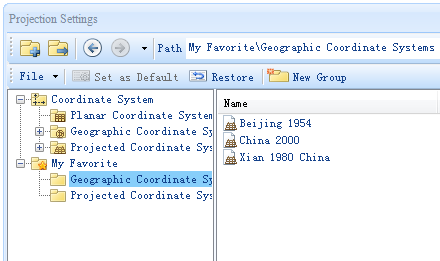 Projection Settings
Path My Favorite\Geographic Coordinate Systems
File Set as Default Restore New Group
Coordinate System
Planar Coordinate System
Geographic Coordinate Sy
Projected Coordinate Sys
My Favorite
Geographic Coordinate Sy
Projected Coordinate Sys
Name
Beijing 1954
China 2000
Xian 1980 China